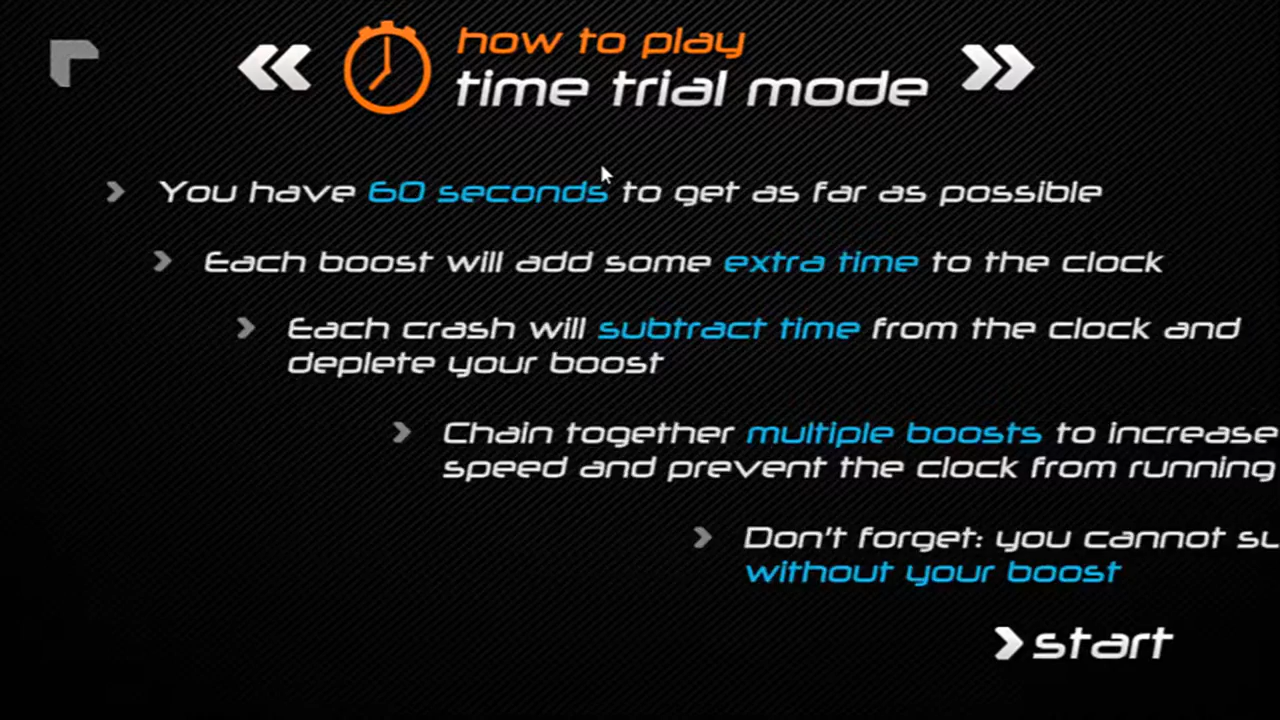 how to play
time trial mode
You have 60 seconds to get as far as possible
Each boost will add some extra time to the clock
Each crash will subtract time from the clock and
deplete your boost
Chain together multiple boosts to increase
speed and prevent the clock from running
Don't forget: you cannot
without your boost
start